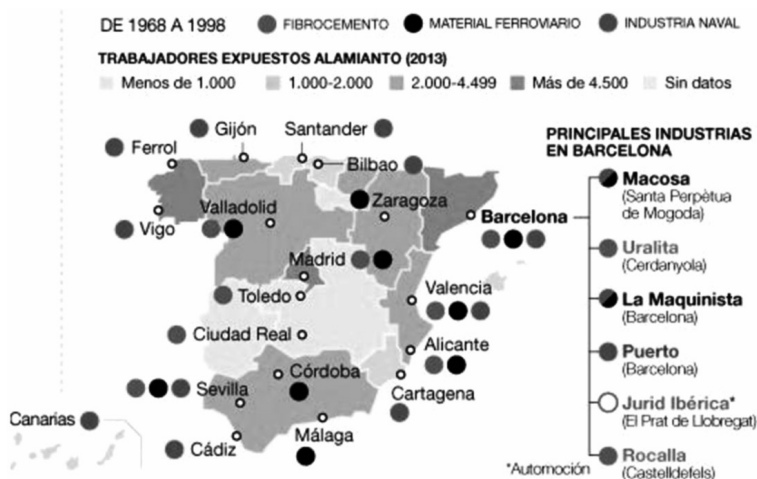 DE 1968 A 1998
FIBROCEMENTO
MATERIAL FERROVIARIO
INDUSTRIA NAVAL
TRABAJADORES EXPUESTOS ALAMIANTO (2013)
Menos de 1.000
1.000-2.000
2.000-4.499
Más de 4.500
Sin datos
Gijón
Santander
Ferrol
Bilbao
Vigo
Valladolid
Zaragoza
Barcelona
Madrid
Toledo
Valencia
Ciudad Real
Alicante
Córdoba
Sevilla
Cartagena
Canarias
Cádiz
Málaga
PRINCIPALES INDUSTRIAS
EN BARCELONA
Macosa
(Santa Perpètua
de Mogoda)
Uralita
(Cerdanyola)
La Maquinista
(Barcelona)
Puerto
(Barcelona)
Jurid Ibérica*
(El Prat de Llobregat)
Rocalla
(Castelldefels)
*Automoción